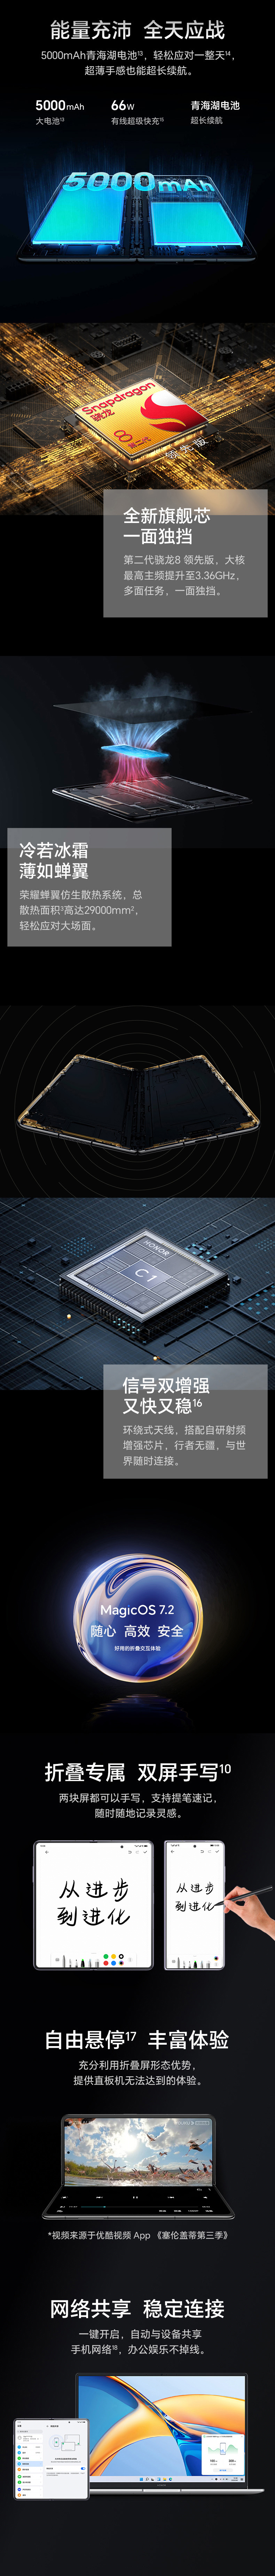 能量充沛 全天应战
5000mAh青海湖电池13，轻松应对一整天14，
超薄手感也能超长续航。
5000mAh
66W
青海湖电池
大电池13
有线超级快充15
超长续航
5000mAh
Snapdragon
骁龙
8
第二代
领先版
全新旗舰芯
一面独挡
第二代骁龙8 领先版，大核
最高主频提升至3.36GHz，
多面任务，一面独挡。
冷若冰霜
薄如蝉翼
荣耀蝉翼仿生散热系统，总
散热面积3高达29000mm²，
轻松应对大场面。
HONOR
C1
信号双增强
又快又稳16
环绕式天线，搭配自研射频
增强芯片，行者无疆，与世
界随时连接。
MagicOS 7.2
随心 高效 安全
好用的折叠交互体验
折叠专属 双屏手写10
两块屏都可以手写，支持提笔速记，
随时随地记录灵感。
从进步
到进化
从进步
到进化
自由悬停17 丰富体验
充分利用折叠屏形态优势，
提供直板机无法达到的体验。
*视频来源于优酷视频 App 《塞伦盖蒂第三季》
网络共享 稳定连接
一键开启，自动与设备共享
手机网络18，办公娱乐不掉线。